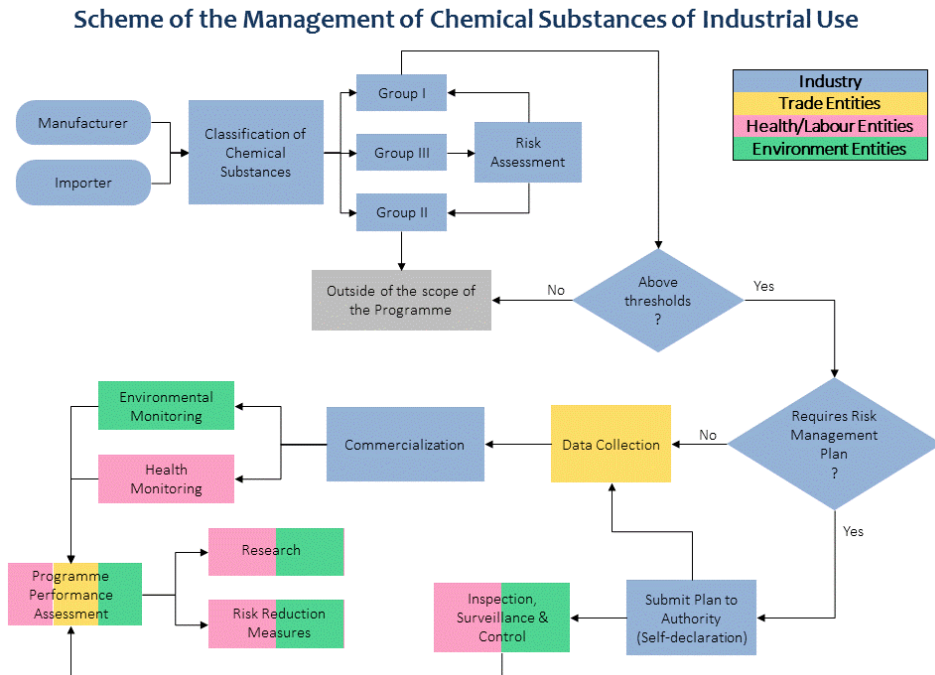 Scheme of the Management of Chemical Substances of Industrial Use
Industry
Trade Entities
Health/Labour Entities
Environment Entities
Manufacturer
Importer
Classification of
Chemical
Substances
Group I
Group III
Group II
Risk
Assessment
Outside of the scope of
the Programme
No
Above
thresholds
?
Yes
Requires Risk
Management
Plan
?
No
Yes
Data Collection
Commercialization
Environmental
Monitoring
Health
Monitoring
Programme
Performance
Assessment
Research
Risk Reduction
Measures
Inspection,
Surveillance &
Control
Submit Plan to
Authority
(Self-declaration)